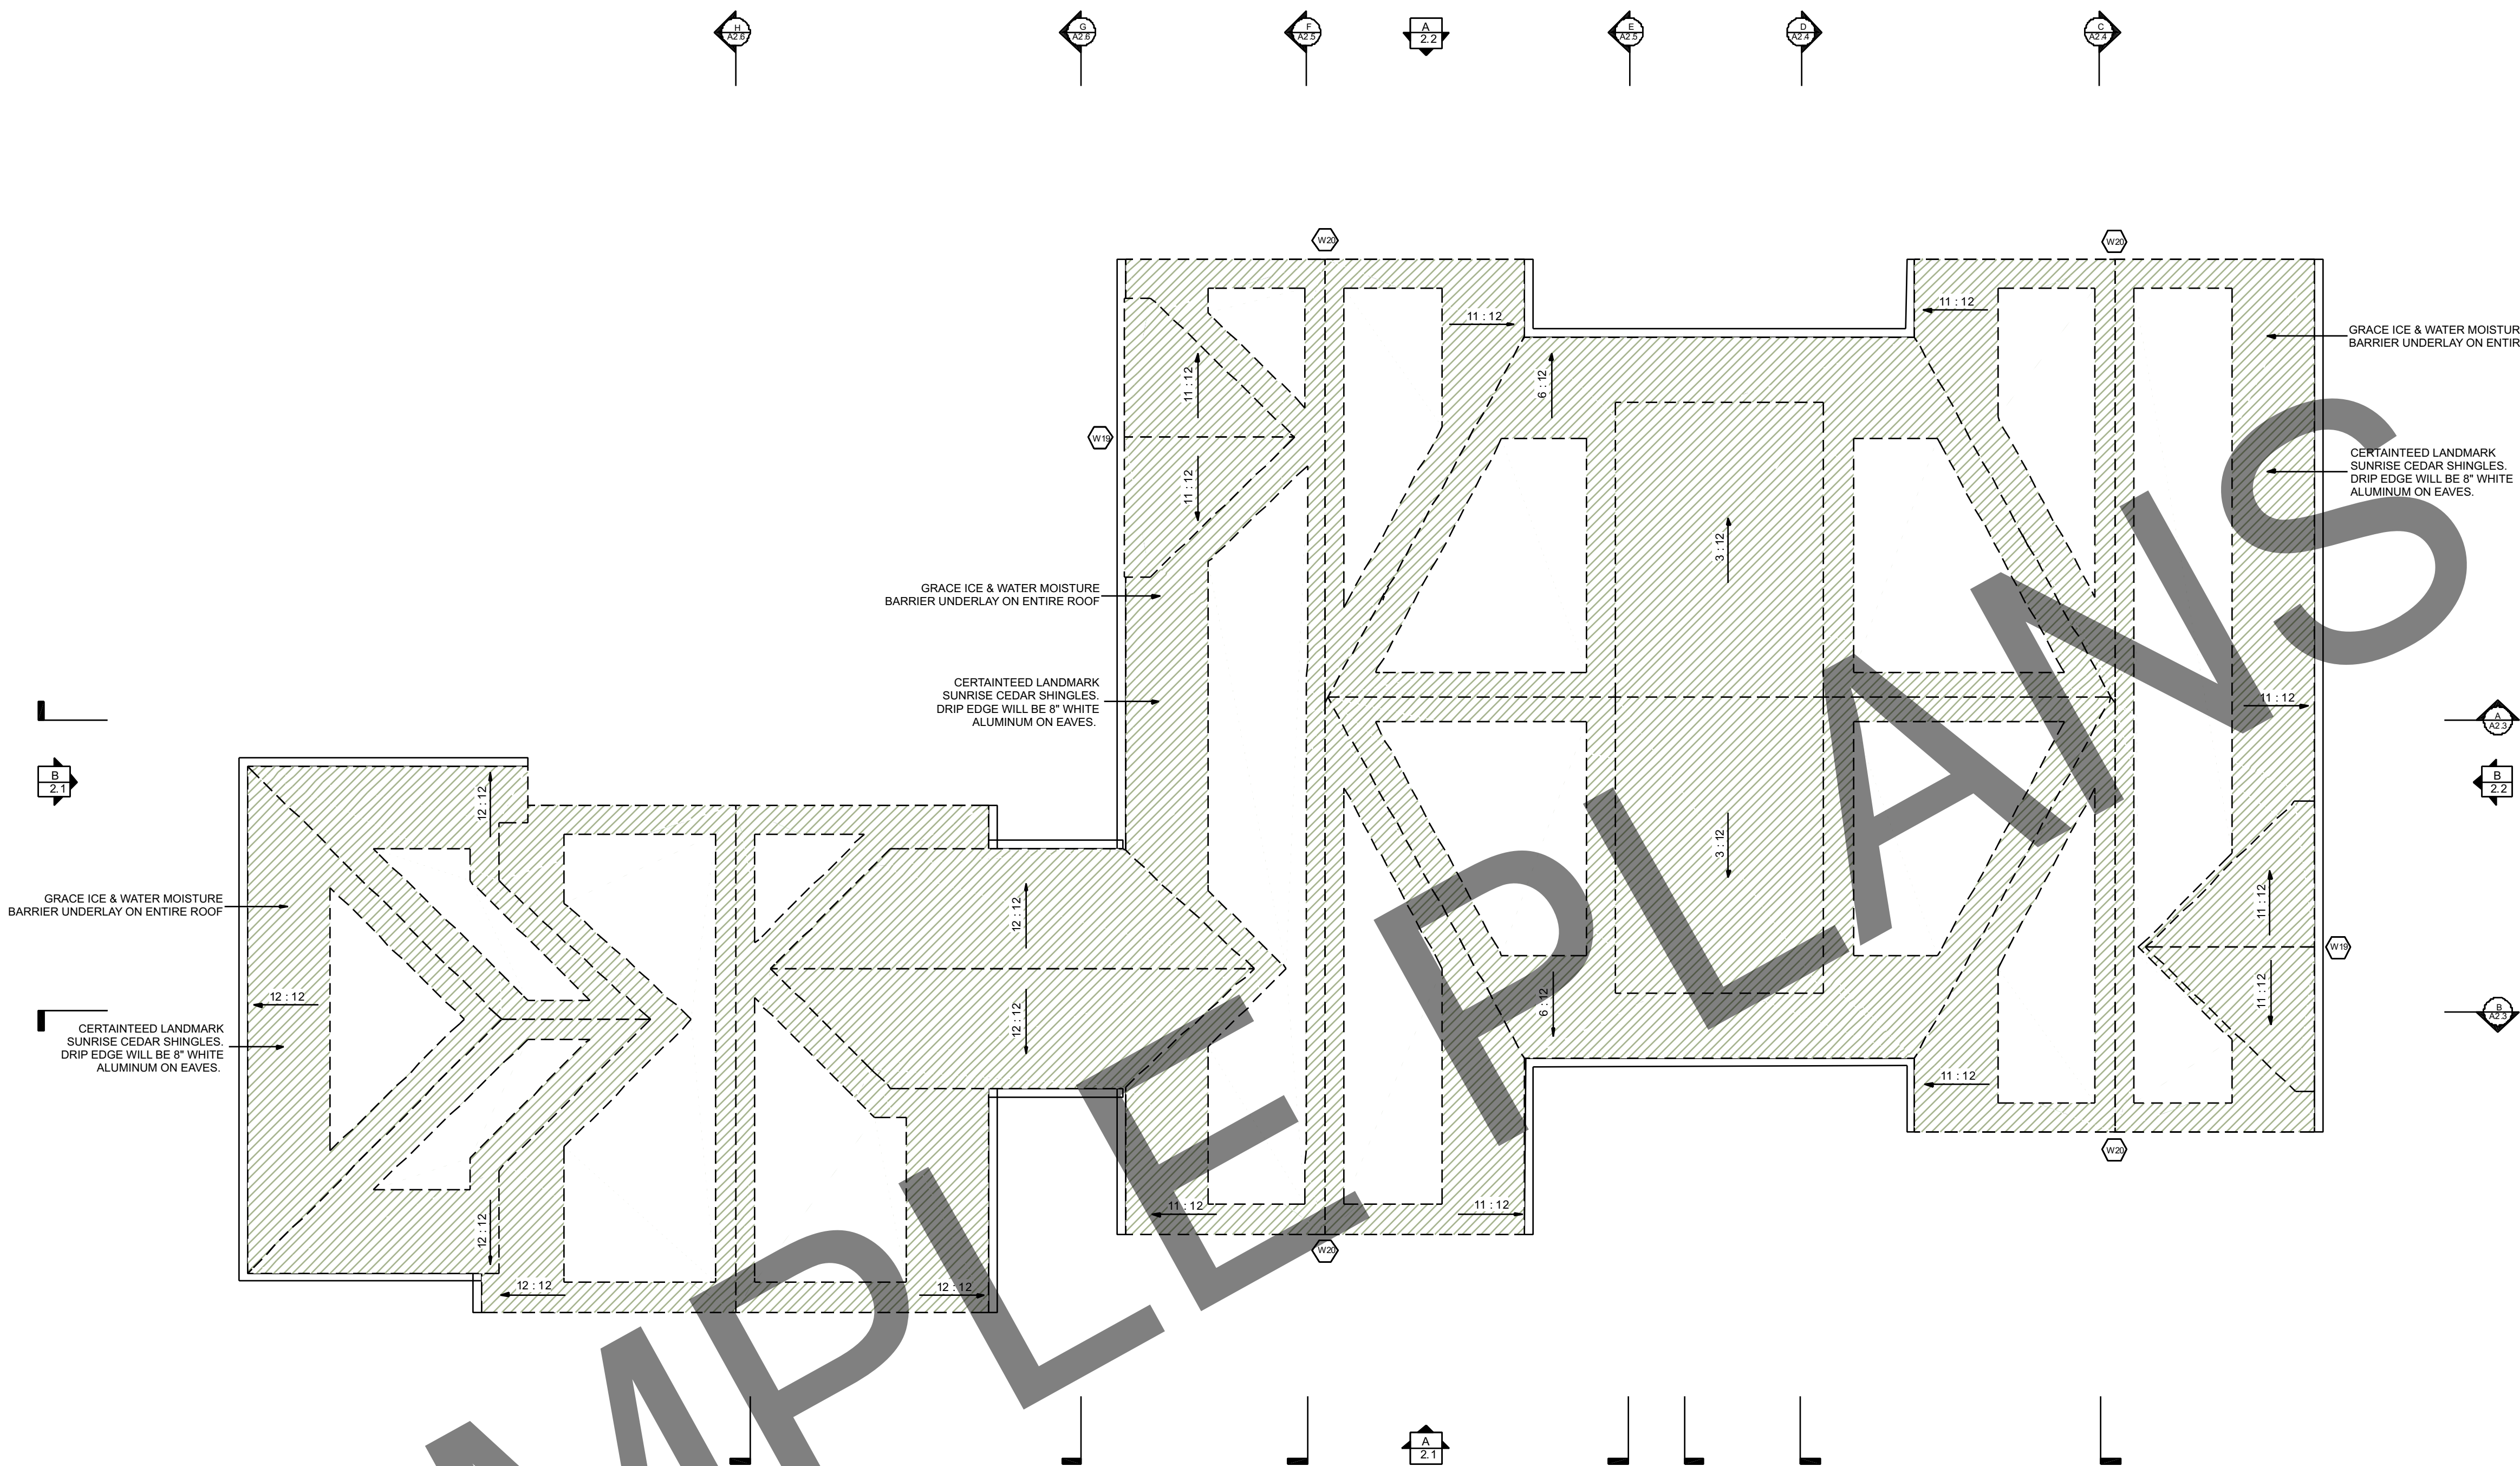 H
A2.6
G
A2.6
F
A2.5
A
2.2
E
A2.5
D
A2.4
C
A2.4
W20
W20
11 : 12
11 : 12
11 : 12
6 : 12
GRACE ICE & WATER MOISTUR
BARRIER UNDERLAY ON ENTIR
W19
11 : 12
CERTAINTEED LANDMARK
SUNRISE CEDAR SHINGLES.
DRIP EDGE WILL BE 8" WHITE
ALUMINUM ON EAVES.
3 : 12
GRACE ICE & WATER MOISTURE
BARRIER UNDERLAY ON ENTIRE ROOF
CERTAINTEED LANDMARK
SUNRISE CEDAR SHINGLES.
DRIP EDGE WILL BE 8" WHITE
ALUMINUM ON EAVES.
11 : 12
A
A2.3
B
2.1
B
2.2
12 : 12
3 : 12
GRACE ICE & WATER MOISTURE
BARRIER UNDERLAY ON ENTIRE ROOF
12 : 12
11 : 12
W19
12 : 12
12 : 12
6 : 12
11 : 12
B
A2.3
CERTAINTEED LANDMARK
SUNRISE CEDAR SHINGLES.
DRIP EDGE WILL BE 8" WHITE
ALUMINUM ON EAVES.
11 : 12
W20
12 : 12
11 : 12
11 : 12
W20
12 : 12
12 : 12
A
2.1
MPLE PLANS